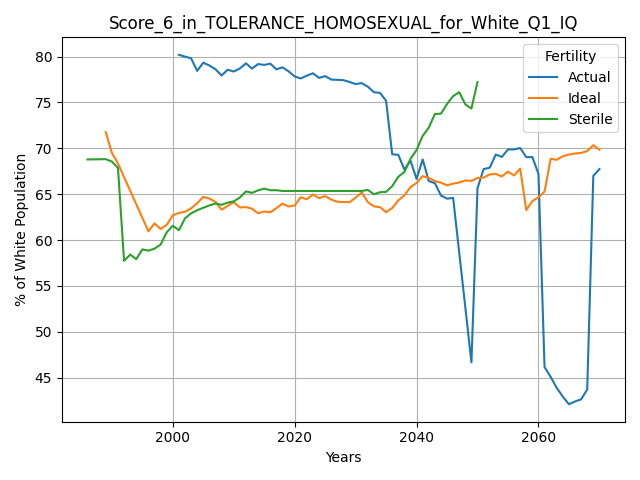 Score_6_in_TOLERANCE_HOMOSEXUAL_for_White_Q1_IQ
Fertility
Actual
Ideal
Sterile
% of White Population
80
75
70
65
60
55
50
45
2000
2020
2040
2060
Years